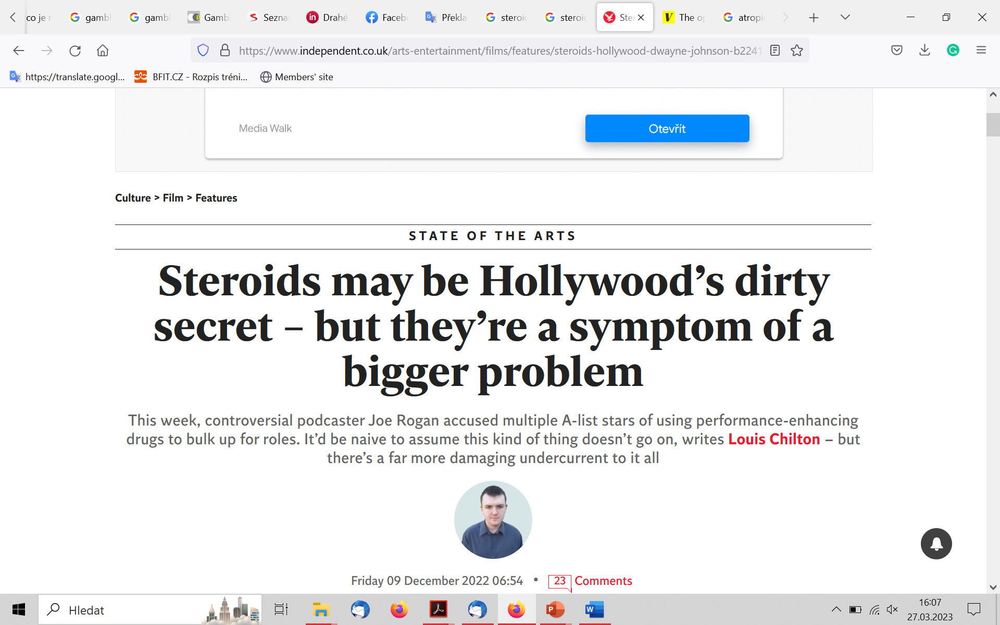 co je
gambl
gambl
Gamb
Sezna
Drahé
Faceb
Překla
steroi
steroi
Ste
The o
atropi
https://www.independent.co.uk/arts-entertainment/films/features/steroids-hollywood-dwayne-johnson-b2241
https://translate.googl...
BFIT.CZ - Rozpis tréni...
Members' site
Media Walk
Otevřít
Culture > Film > Features
STATE OF THE ARTS
Steroids may be Hollywood's dirty
secret – but they're a symptom of a
bigger problem
This week, controversial podcaster Joe Rogan accused multiple A-list stars of using performance-enhancing
drugs to bulk up for roles. It'd be naive to assume this kind of thing doesn't go on, writes Louis Chilton – but
there's a far more damaging undercurrent to it all
Friday 09 December 2022 06:54 • 23 Comments
Hledat
16:07
27.03.2023